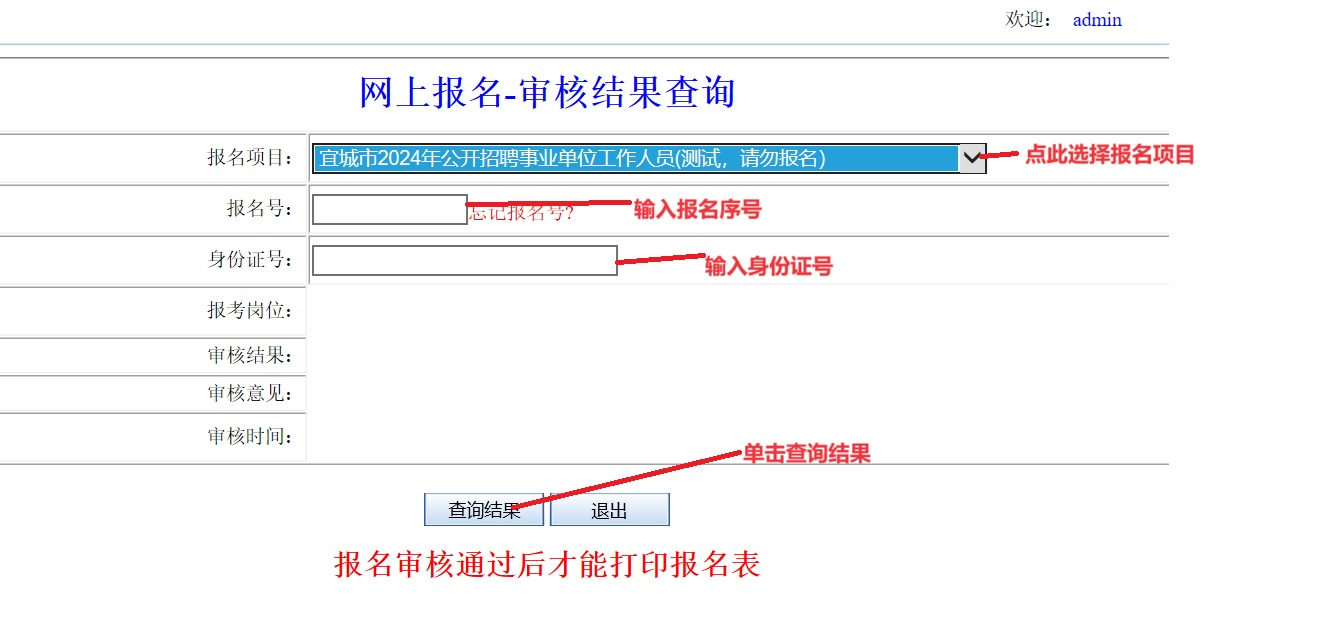 欢迎： admin
网上报名-审核结果查询
报名项目： 宜城市2024年公开招聘事业单位工作人员(测试，请勿报名) 点此选择报名项目
报名号： 忘记报名号? 输入报名序号
身份证号： 输入身份证号
报考岗位：
审核结果：
审核意见：
审核时间：
单击查询结果
查询结果 退出
报名审核通过后才能打印报名表